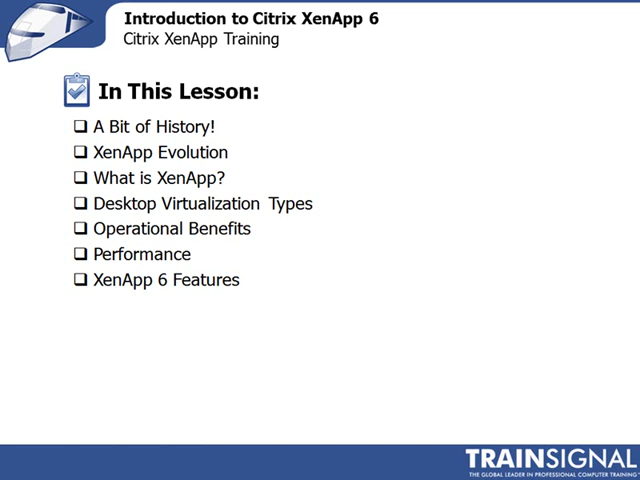 Introduction to Citrix XenApp 6
Citrix XenApp Training
In This Lesson:
A Bit of History!
XenApp Evolution
What is XenApp?
Desktop Virtualization Types
Operational Benefits
Performance
XenApp 6 Features
TRAINSIGNAL
THE GLOBAL LEADER IN PROFESSIONAL COMPUTER TRAINING